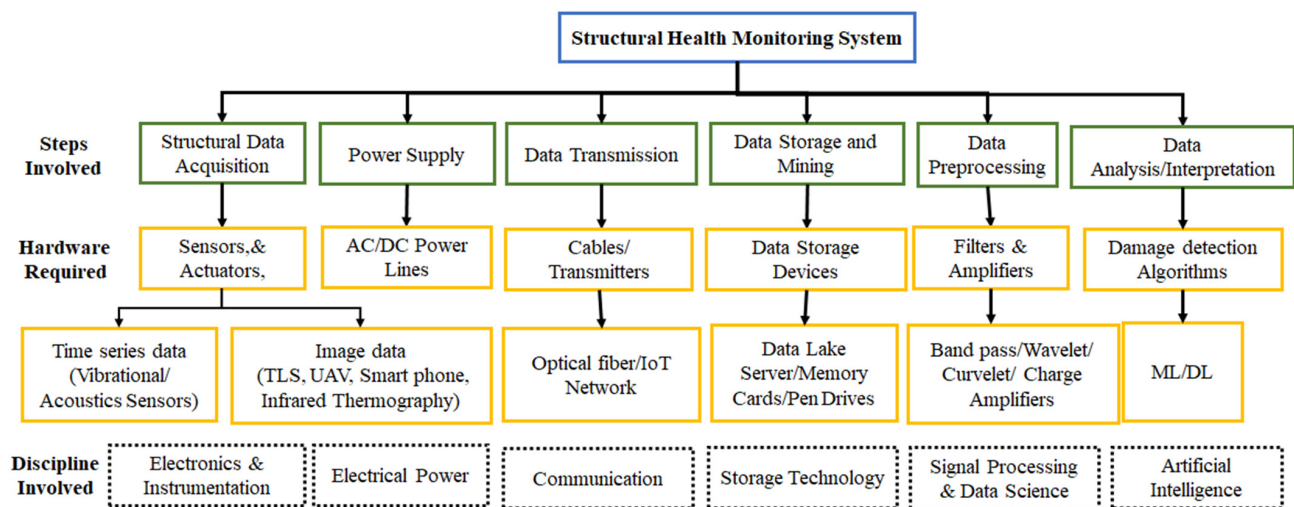 Structural Health Monitoring System
Steps
Involved
Structural Data
Acquisition
Power Supply
Data Transmission
Data Storage and
Mining
Data
Preprocessing
Data
Analysis/Interpretation
Hardware
Required
Sensors,&
Actuators,
AC/DC Power
Lines
Cables/
Transmitters
Data Storage
Devices
Filters &
Amplifiers
Damage detection
Algorithms
Time series data
(Vibrational/
Acoustics Sensors)
Image data
(TLS, UAV, Smart phone,
Infrared Thermography)
Optical fiber/IoT
Network
Data Lake
Server/Memory
Cards/Pen Drives
Band pass/Wavelet/
Curvelet/ Charge
Amplifiers
ML/DL
Discipline
Involved
Electronics &
Instrumentation
Electrical Power
Communication
Storage Technology
Signal Processing
& Data Science
Artificial
Intelligence